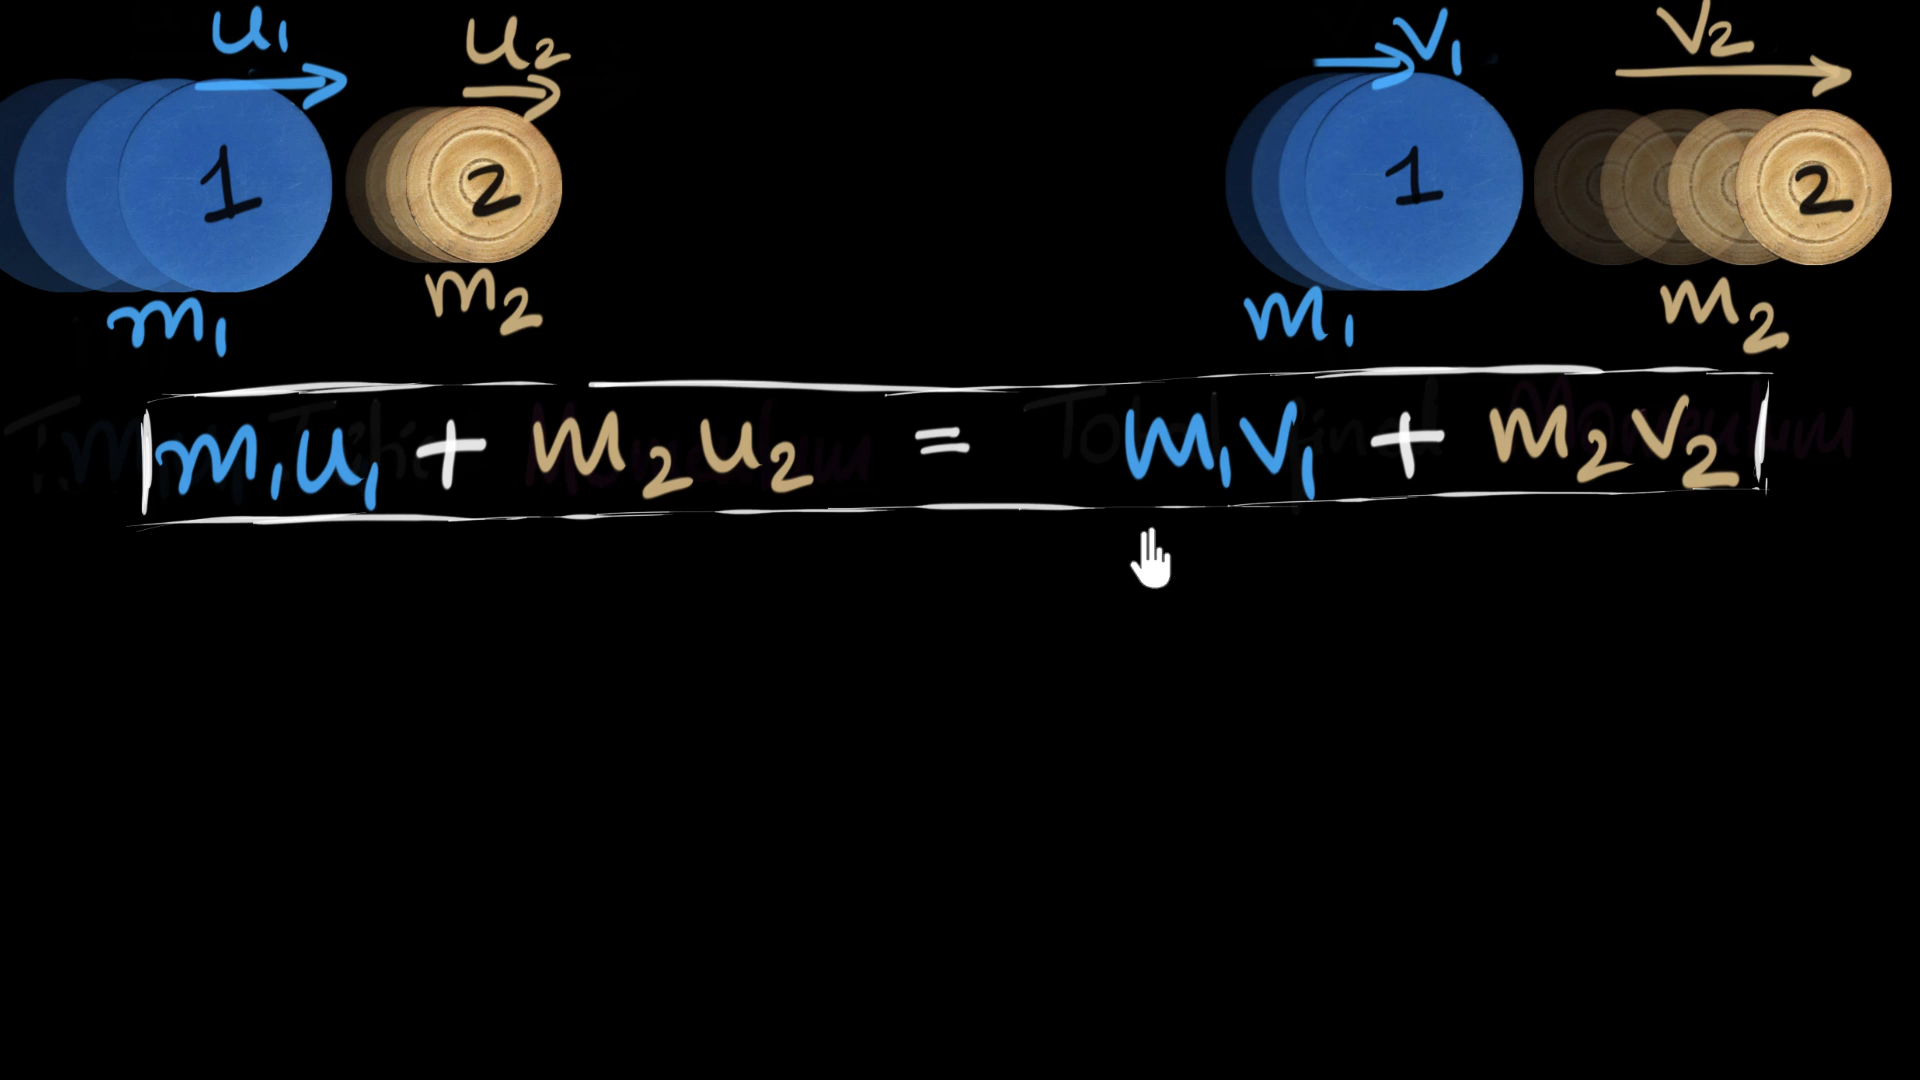 u₁ u₂ v₁ v₂
1 2 1 2
m₁ m₂ m₁ m₂
m₁u₁ + m₂u₂ = m₁v₁ + m₂v₂